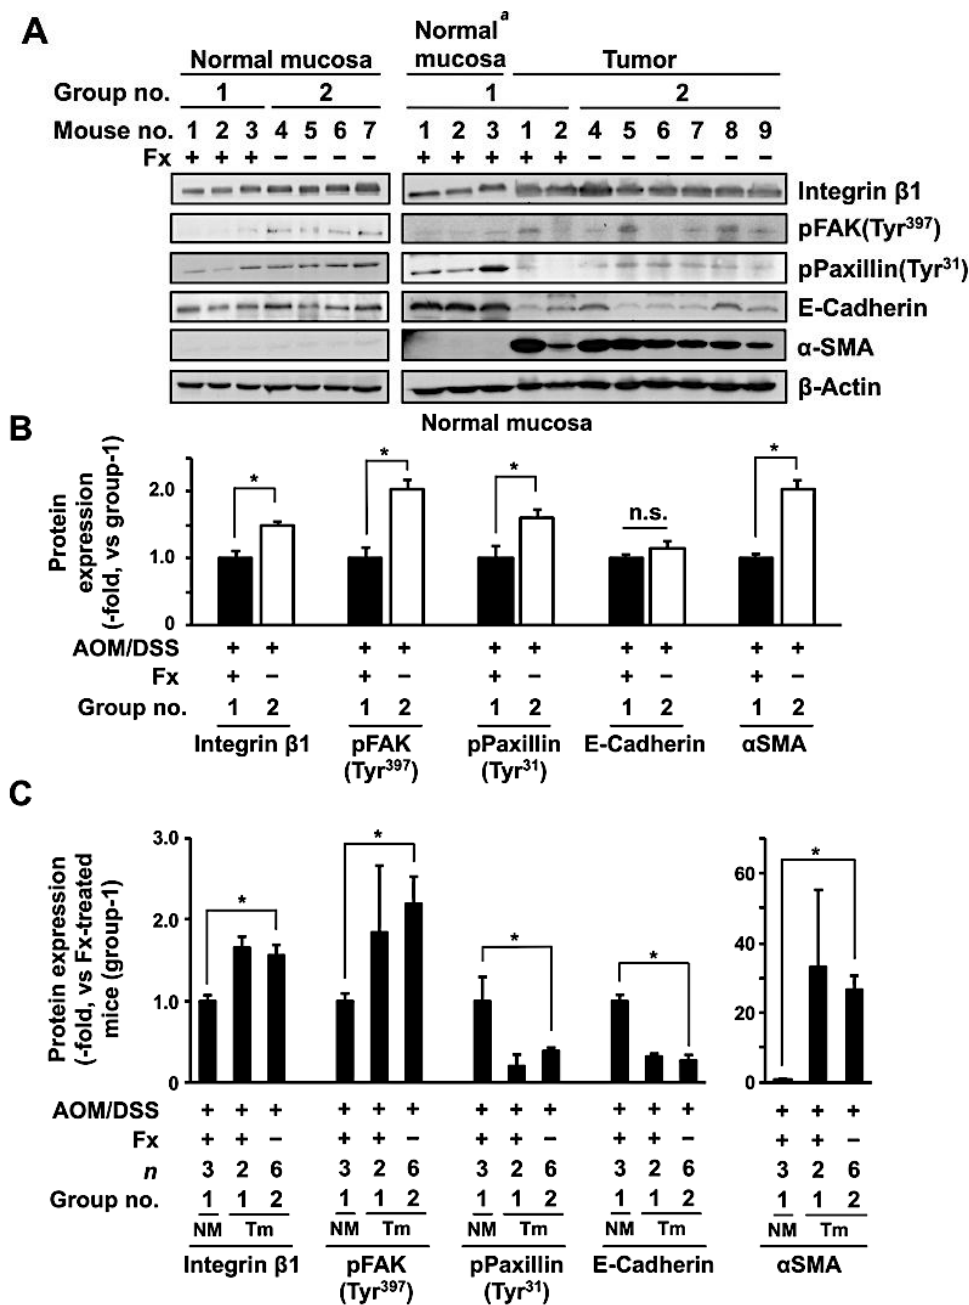 A
Normal mucosa
Normal a
mucosa
Tumor
Group no. 1 2 1 2
Mouse no. 1 2 3 4 5 6 7 1 2 3 1 2 4 5 6 7 8 9
Fx + + + − − − − + + + + + − − − − − −
Integrin β1
pFAK(Tyr397)
pPaxillin(Tyr31)
E-Cadherin
α-SMA
β-Actin
B
Normal mucosa
Protein
expression
(-fold, vs group-1)
2.0
1.0
0
* * * n.s. *
AOM/DSS + + + + + + + + + +
Fx + − + − + − + − + −
Group no. 1 2 1 2 1 2 1 2 1 2
Integrin β1 pFAK pPaxillin E-Cadherin αSMA
(Tyr397) (Tyr31)
C
Protein expression
(-fold, vs Fx-treated
mice (group-1)
3.0
2.0
1.0
0
* * * *
60
40
20
0
*
AOM/DSS + + + + + + + + + + + + + + +
Fx + + − + + − + + − + + − + + −
n 3 2 6 3 2 6 3 2 6 3 2 6 3 2 6
Group no. 1 1 2 1 1 2 1 1 2 1 1 2 1 1 2
NM Tm NM Tm NM Tm NM Tm NM Tm
Integrin β1 pFAK pPaxillin E-Cadherin αSMA
(Tyr397) (Tyr31)